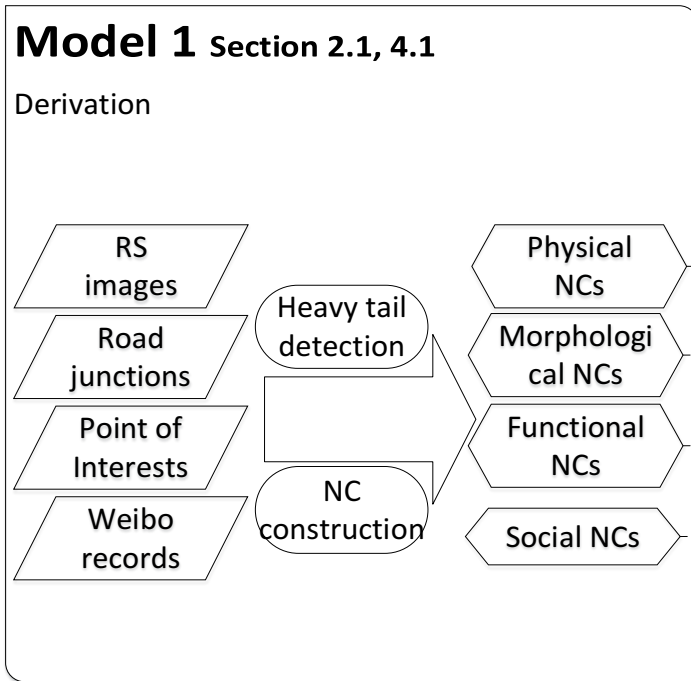 Model 1 Section 2.1, 4.1
Derivation
RS
images
Road
junctions
Point of
Interests
Weibo
records
Heavy tail
detection
NC
construction
Physical
NCs
Morphologi
cal NCs
Functional
NCs
Social NCs